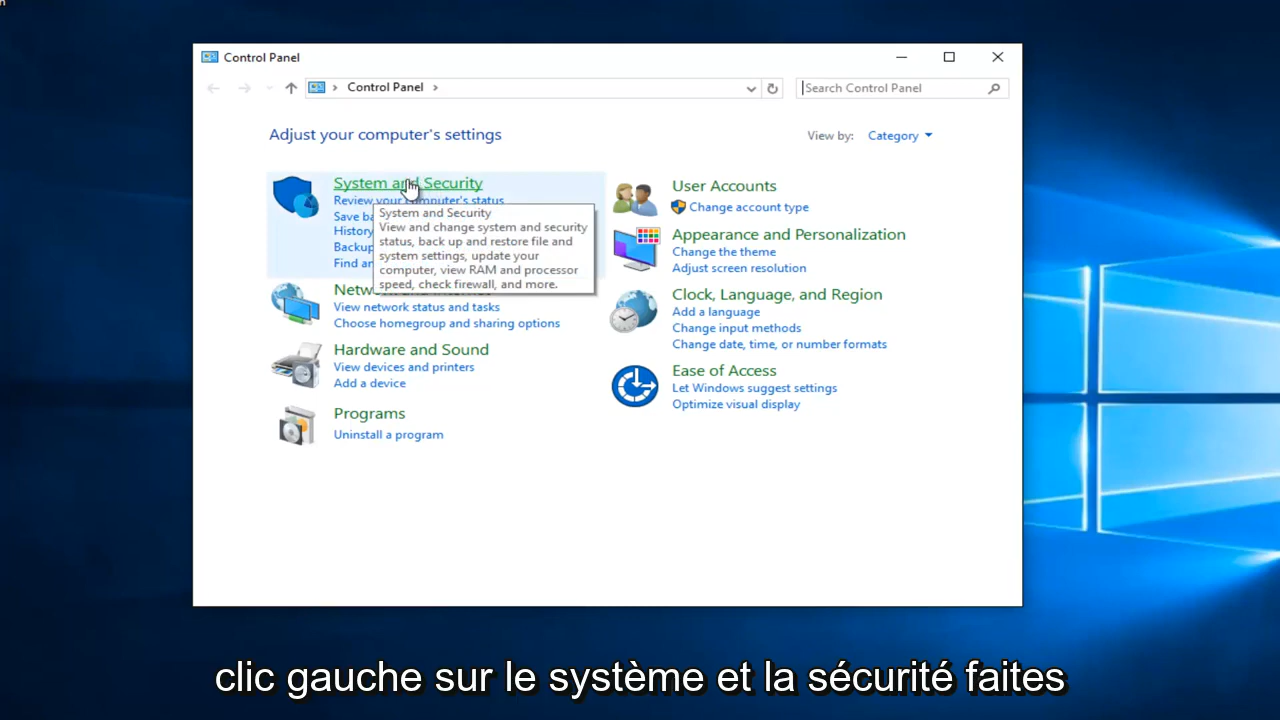 n
Control Panel
Control Panel
Search Control Panel
Adjust your computer's settings
View by: Category
System and Security
Review your computer's status
Save ba
History
Backup
Find an
System and Security
View and change system and security
status, back up and restore file and
system settings, update your
computer, view RAM and processor
speed, check firewall, and more.
View network status and tasks
Choose homegroup and sharing options
Hardware and Sound
View devices and printers
Add a device
Programs
Uninstall a program
User Accounts
Change account type
Appearance and Personalization
Change the theme
Adjust screen resolution
Clock, Language, and Region
Add a language
Change input methods
Change date, time, or number formats
Ease of Access
Let Windows suggest settings
Optimize visual display
clic gauche sur le système et la sécurité faites